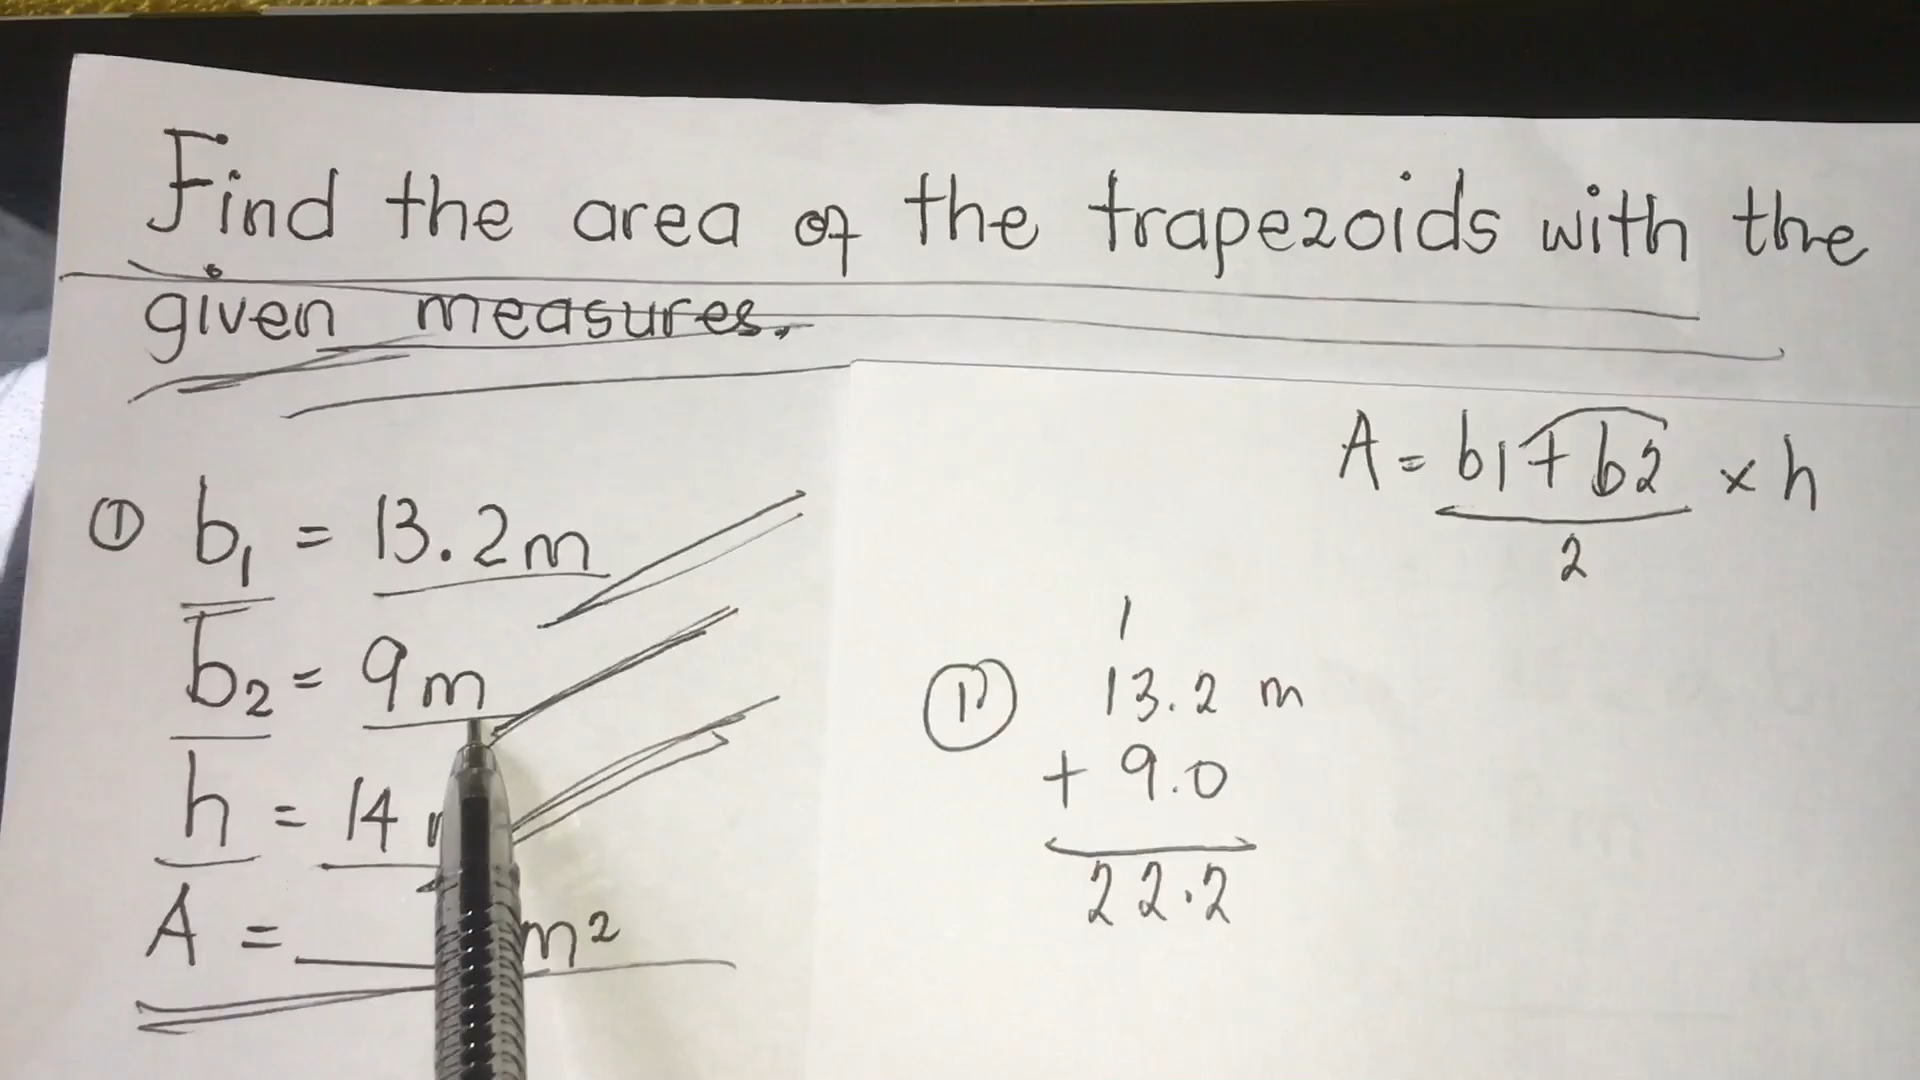 Find the area of the trapezoids with the
given measures.
① b₁ = 13.2m
b₂ = 9m
h = 14
A = ____ m²
A = b1 + b2 x h
2
① 1
13.2 m
+ 9.0
22.2